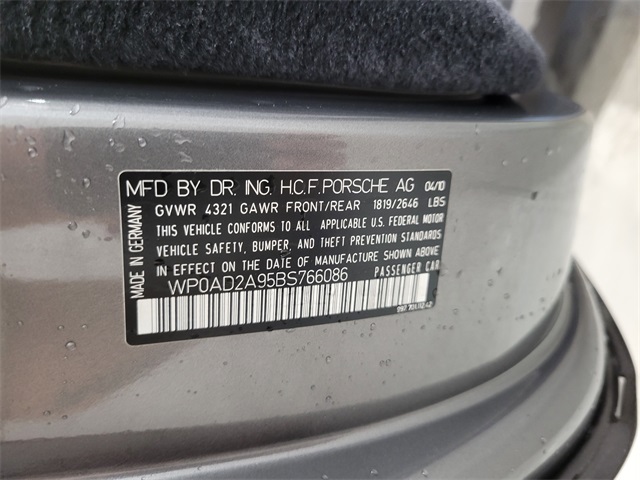 MFD BY DR. ING. H.C.F. PORSCHE AG 04/10
GVWR 4321 GAWR FRONT/REAR 1819/2646 LBS
THIS VEHICLE CONFORMS TO ALL APPLICABLE U.S. FEDERAL MOTOR
VEHICLE SAFETY, BUMPER, AND THEFT PREVENTION STANDARDS
IN EFFECT ON THE DATE OF MANUFACTURE SHOWN ABOVE
WP0AD2A95BS766086 PASSENGER CAR
MADE IN GERMANY